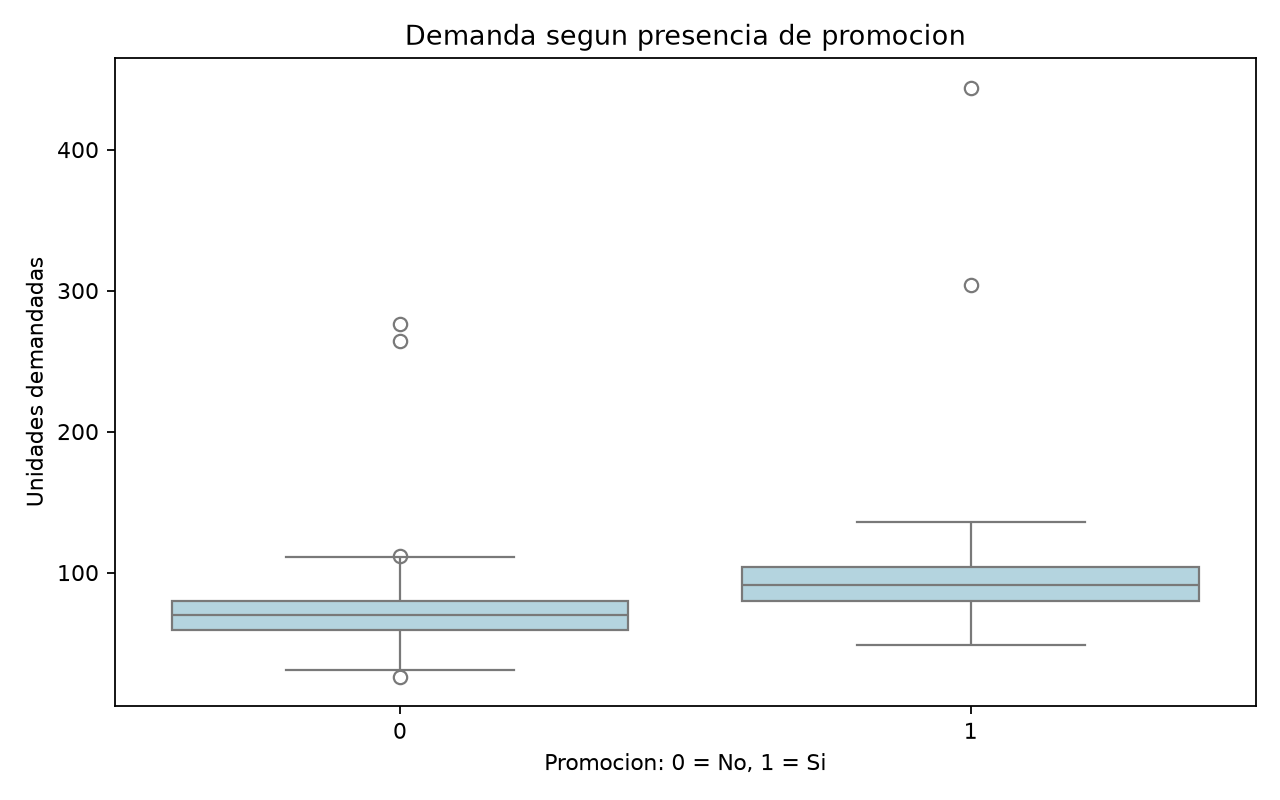 Demanda segun presencia de promocion
Unidades demandadas
400
300
200
100
0
1
Promocion: 0 = No, 1 = Si